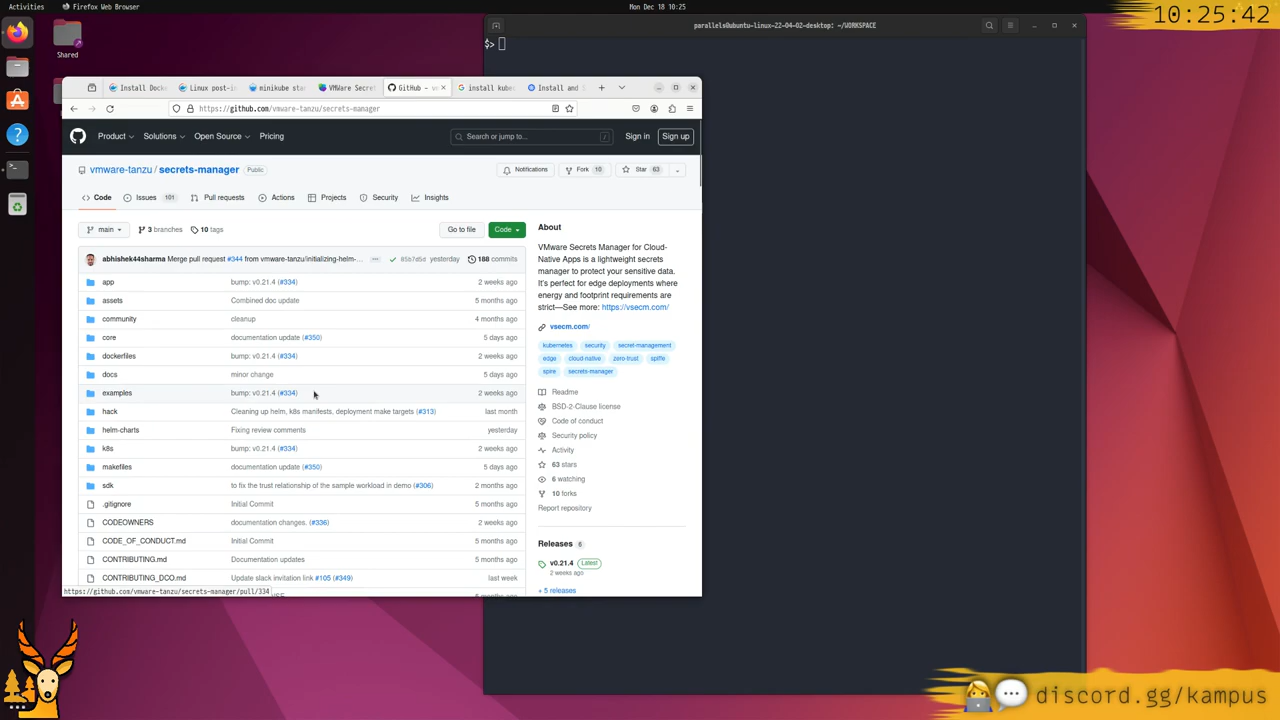 Activities
Firefox Web Browser
Mon Dec 18 10:25
10:25:42
Shared
parallels@ubuntu-linux-22-04-02-desktop: ~/WORKSPACE
$>
Install Dock
Linux post-in
minikube star
VMWare Secret
GitHub – v
install kube
Install and S
https://github.com/vmware-tanzu/secrets-manager
Product
Solutions
Open Source
Pricing
Search or jump to...
/
Sign in
Sign up
vmware-tanzu / secrets-manager
Public
Notifications
Fork 10
Star 63
Code
Issues 101
Pull requests
Actions
Projects
Security
Insights
main
3 branches
10 tags
Go to file
Code
abhishek44sharma Merge pull request #344 from vmware-tanzu/initializing-helm-... yesterday 188 commits
app bump: v0.21.4 (#334) 2 weeks ago
assets Combined doc update 5 months ago
community cleanup 4 months ago
core documentation update (#350) 5 days ago
dockerfiles bump: v0.21.4 (#334) 2 weeks ago
docs minor change 5 days ago
examples bump: v0.21.4 (#334) 2 weeks ago
hack Cleaning up helm, k8s manifests, deployment make targets (#313) last month
helm-charts Fixing review comments yesterday
k8s bump: v0.21.4 (#334) 2 weeks ago
makefiles documentation update (#350) 5 days ago
sdk to fix the trust relationship of the sample workload in demo (#306) 2 months ago
.gitignore Initial Commit 5 months ago
CODEOWNERS documentation changes. (#336) 2 weeks ago
CODE_OF_CONDUCT.md Initial Commit 5 months ago
CONTRIBUTING.md Documentation updates 5 months ago
CONTRIBUTING_DCO.md Update slack invitation link #105 (#349) last week
https://github.com/vmware-tanzu/secrets-manager/pull/334
About
VMware Secrets Manager for Cloud-
Native Apps is a lightweight secrets
manager to protect your sensitive data.
It's perfect for edge deployments where
energy and footprint requirements are
strict—See more: https://vsecm.com/
vsecm.com/
kubernetes security secret-management
edge cloud-native zero-trust spiffe
spire secrets-manager
Readme
BSD-2-Clause license
Code of conduct
Security policy
Activity
63 stars
6 watching
10 forks
Report repository
Releases 6
v0.21.4 Latest
2 weeks ago
+ 5 releases
discord.gg/kampus